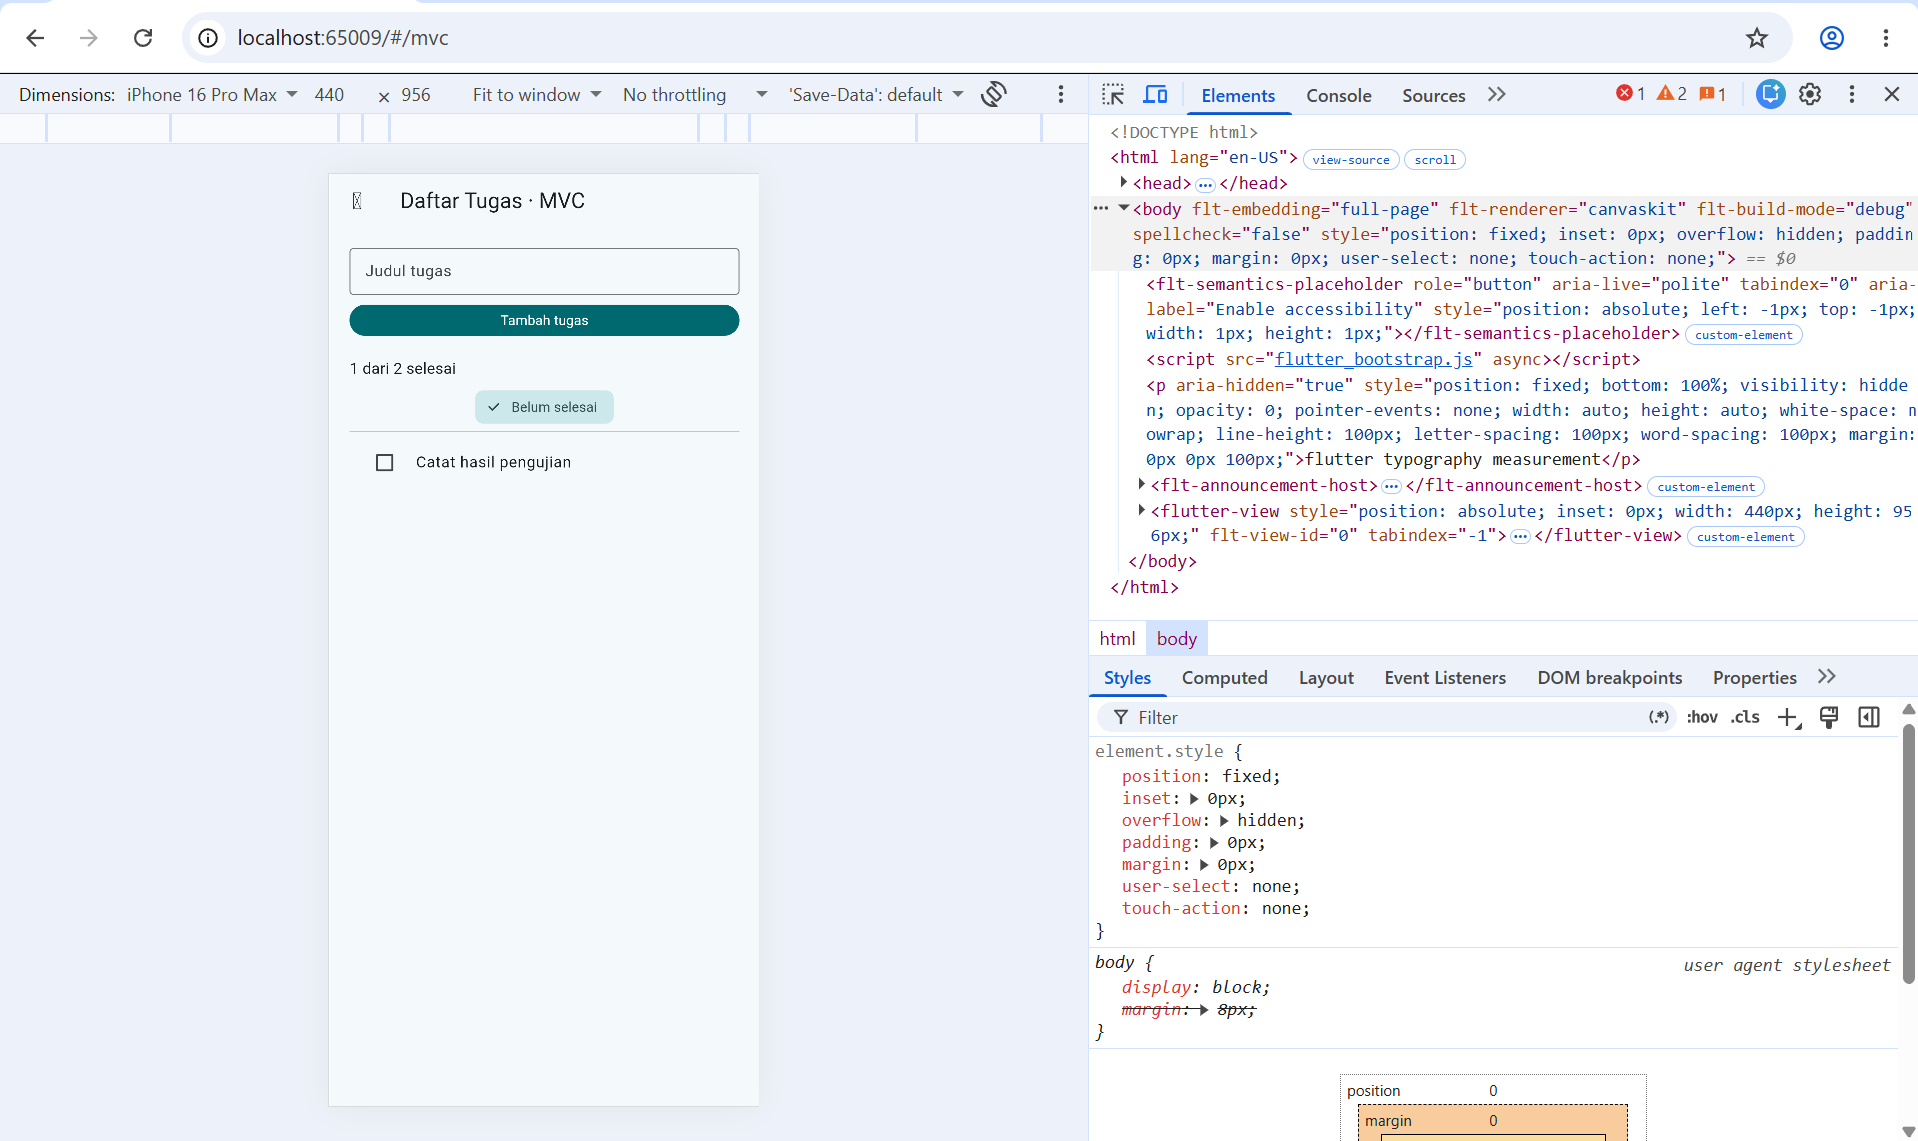 localhost:65009/#/mvc
Dimensions: iPhone 16 Pro Max 440 × 956 Fit to window No throttling 'Save-Data': default
Daftar Tugas · MVC
Judul tugas
Tambah tugas
1 dari 2 selesai
Belum selesai
Catat hasil pengujian
Elements Console Sources 1 2 1
<!DOCTYPE html>
<html lang="en-US"> view-source scroll
<head> ••• </head>
••• <body flt-embedding="full-page" flt-renderer="canvaskit" flt-build-mode="debug"
spellcheck="false" style="position: fixed; inset: 0px; overflow: hidden; paddin
g: 0px; margin: 0px; user-select: none; touch-action: none;"> == $0
<flt-semantics-placeholder role="button" aria-live="polite" tabindex="0" aria-
label="Enable accessibility" style="position: absolute; left: -1px; top: -1px;
width: 1px; height: 1px;"></flt-semantics-placeholder> custom-element
<script src="flutter_bootstrap.js" async></script>
<p aria-hidden="true" style="position: fixed; bottom: 100%; visibility: hidde
n; opacity: 0; pointer-events: none; width: auto; height: auto; white-space: n
owrap; line-height: 100px; letter-spacing: 100px; word-spacing: 100px; margin:
0px 0px 100px;">flutter typography measurement</p>
<flt-announcement-host> ••• </flt-announcement-host> custom-element
<flutter-view style="position: absolute; inset: 0px; width: 440px; height: 95
6px;" flt-view-id="0" tabindex="-1"> ••• </flutter-view> custom-element
</body>
</html>
html body
Styles Computed Layout Event Listeners DOM breakpoints Properties
Filter (.*) :hov .cls
element.style {
position: fixed;
inset: 0px;
overflow: hidden;
padding: 0px;
margin: 0px;
user-select: none;
touch-action: none;
}
body { user agent stylesheet
display: block;
margin: 8px;
}
position 0
margin 0